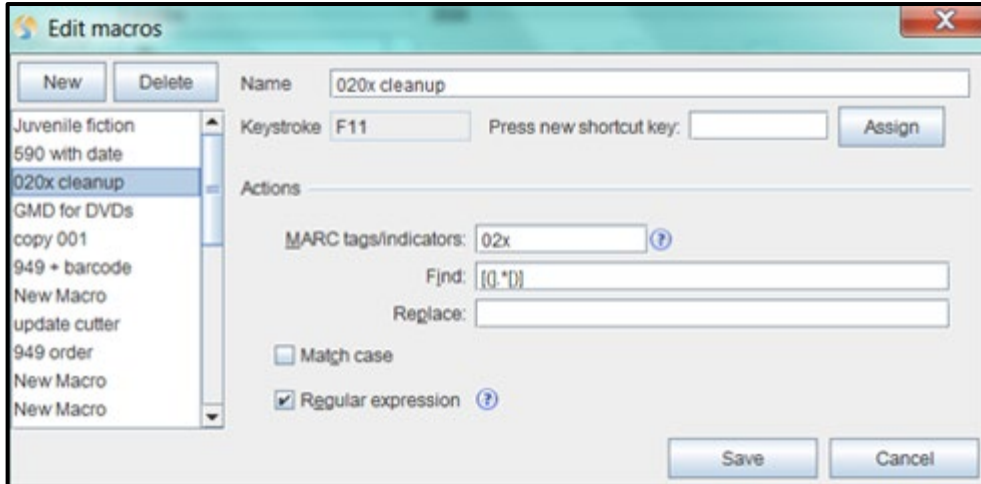 Edit macros
New Delete
Name 020x cleanup
Juvenile fiction
590 with date
020x cleanup
GMD for DVDs
copy 001
949 + barcode
New Macro
update cutter
949 order
New Macro
New Macro
Keystroke F11 Press new shortcut key: Assign
Actions
MARC tags/indicators: 02x
Find: [(].*[)]
Replace:
Match case
Regular expression
Save Cancel